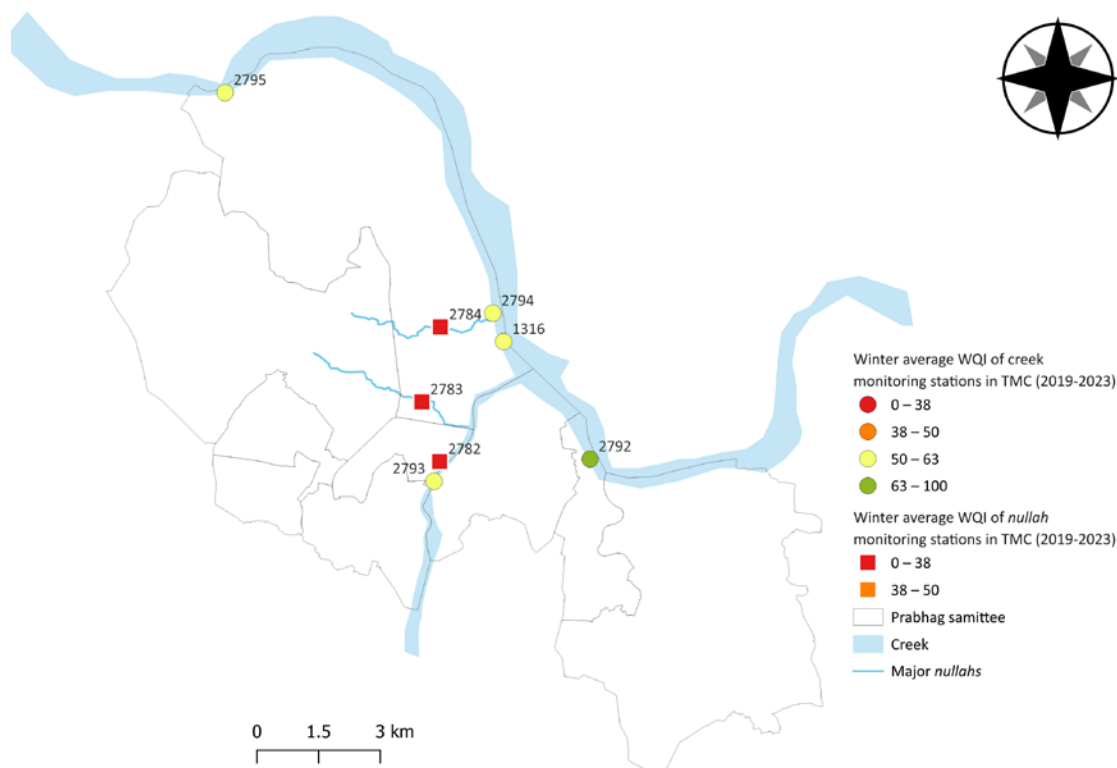 2795
2794
2784
1316
2783
2782
2792
2793
Winter average WQI of creek
monitoring stations in TMC (2019-2023)
0 – 38
38 – 50
50 – 63
63 – 100
Winter average WQI of nullah
monitoring stations in TMC (2019-2023)
0 – 38
38 – 50
Prabhag samittee
Creek
Major nullahs
0 1.5 3 km